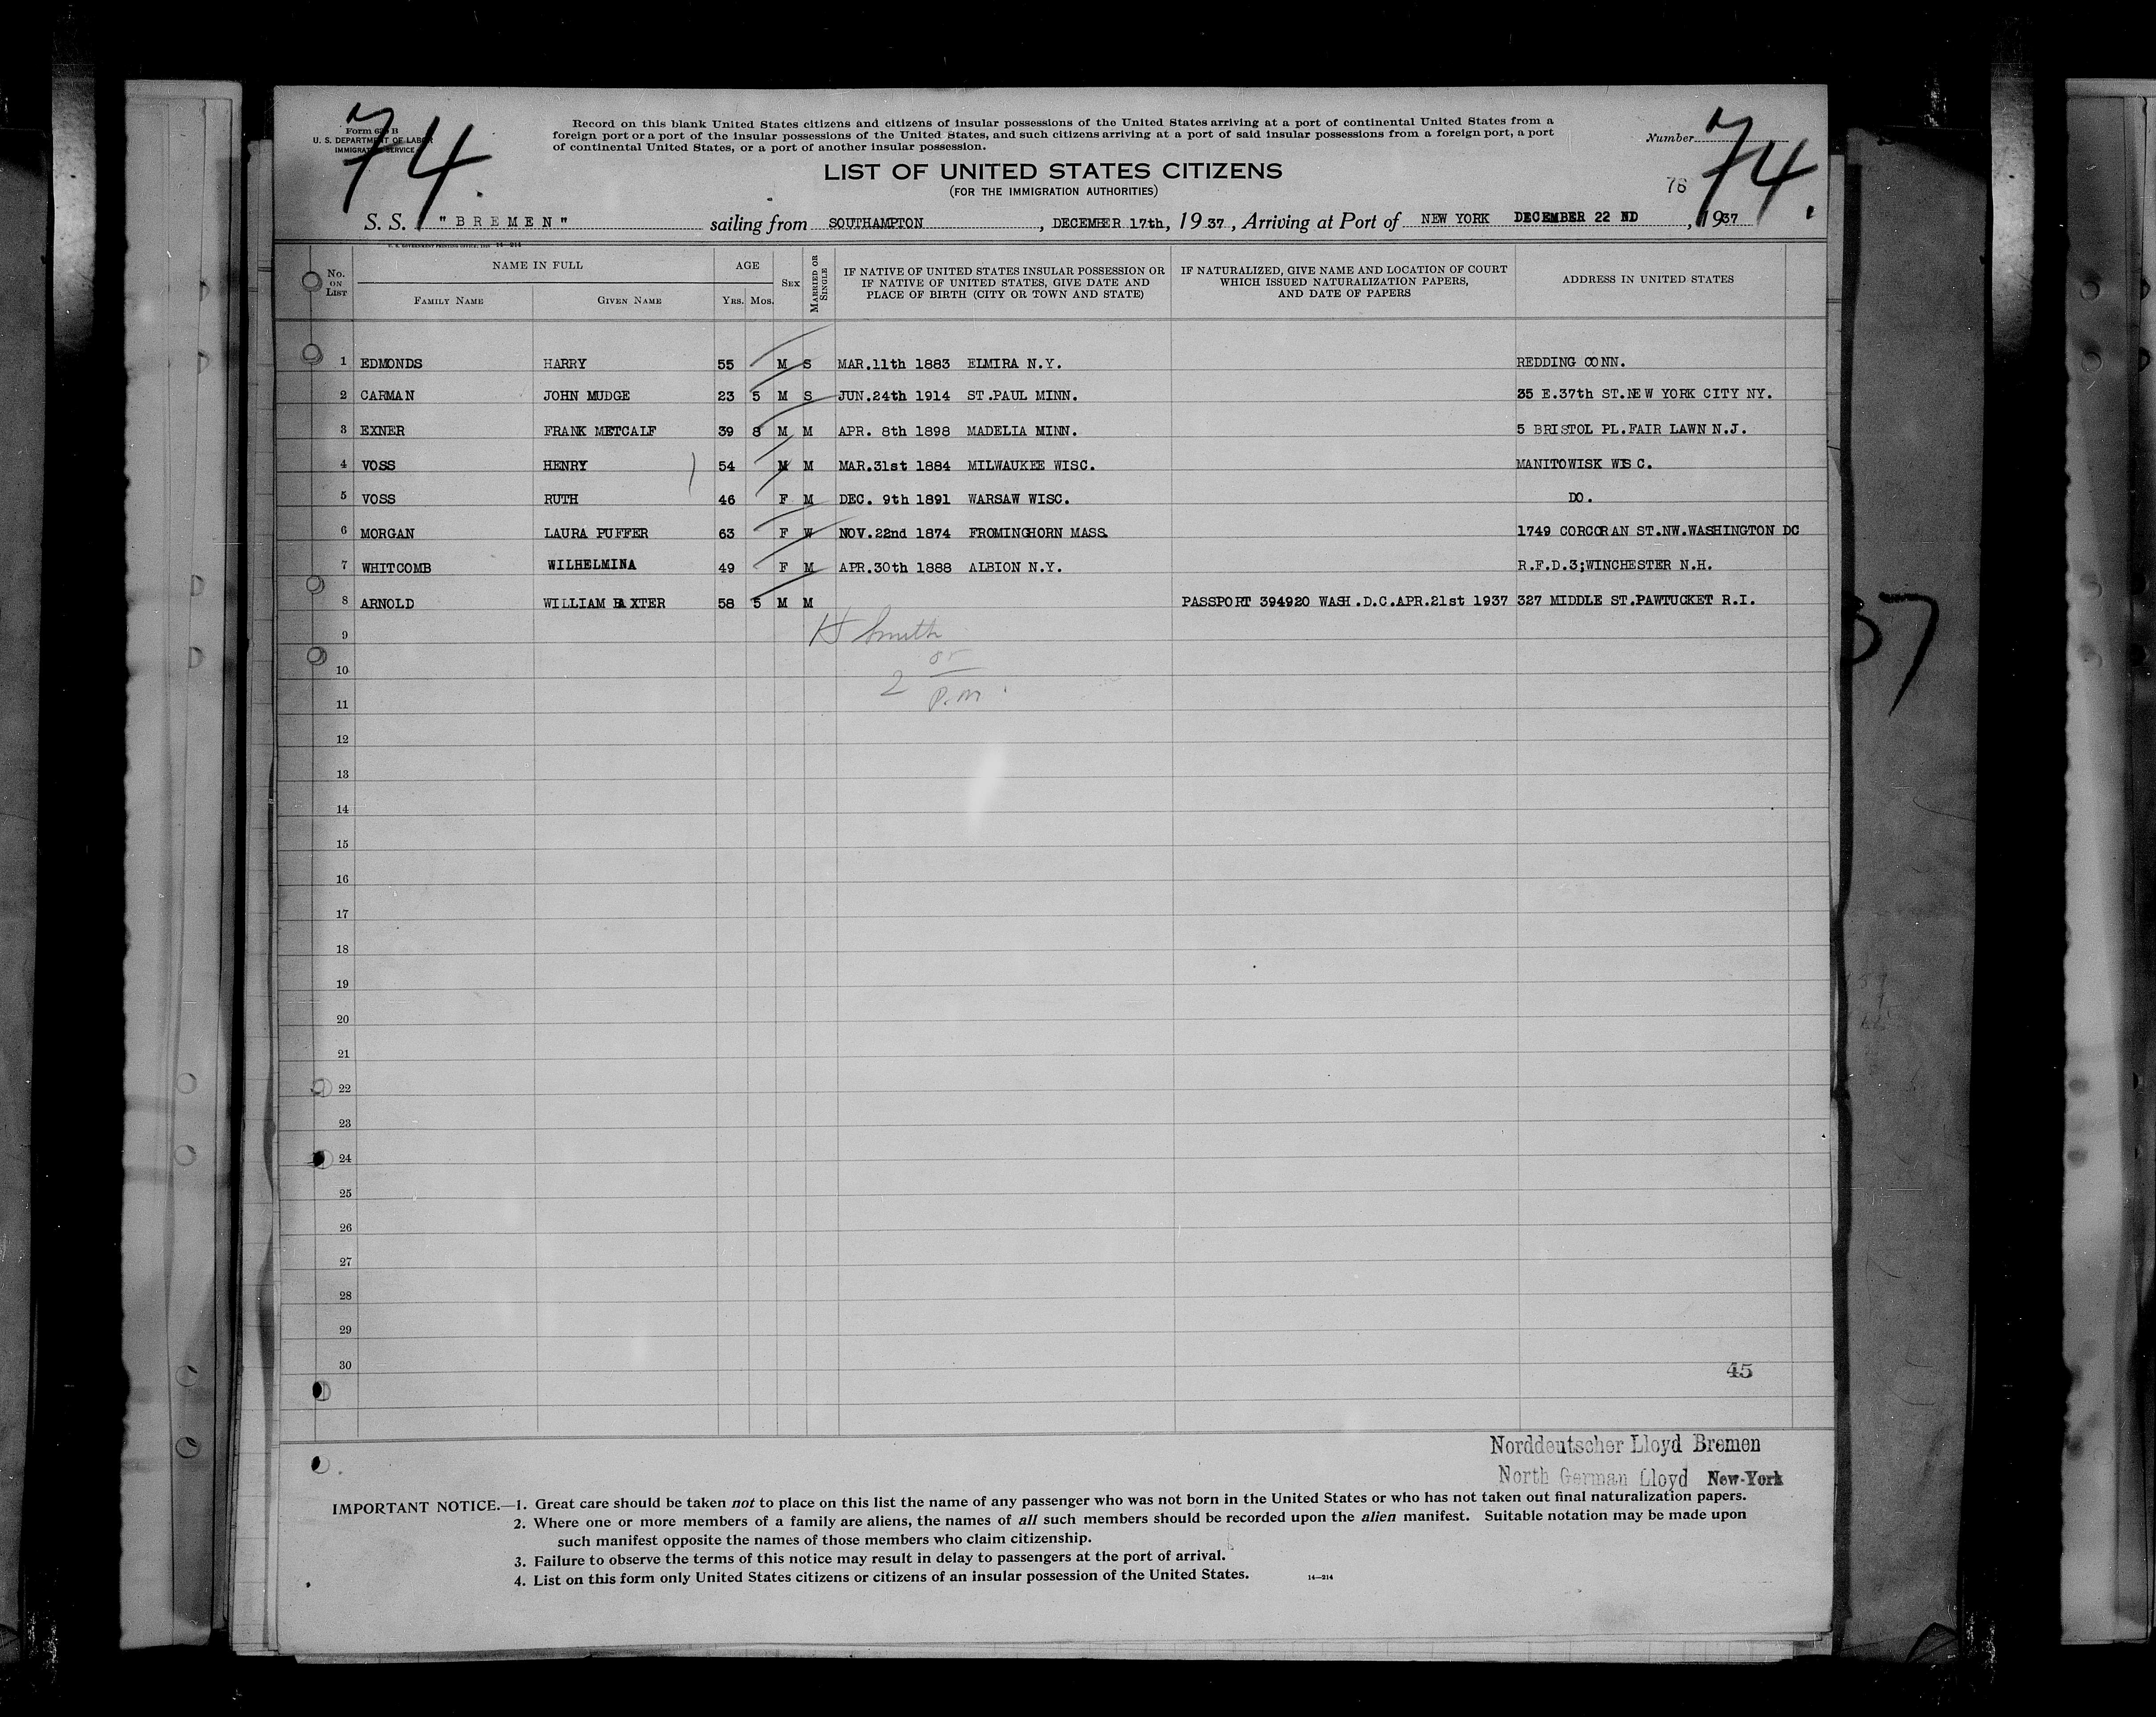 74.
Form 630 B
U. S. DEPARTMENT OF LABOR
IMMIGRATION SERVICE
Record on this blank United States citizens and citizens of insular possessions of the United States arriving at a port of continental United States from a
foreign port or a port of the insular possessions of the United States, and such citizens arriving at a port of said insular possessions from a foreign port, a port
of continental United States, or a port of another insular possession.
Number 74.
LIST OF UNITED STATES CITIZENS
(FOR THE IMMIGRATION AUTHORITIES)
76
S. S. "BREMEN" sailing from SOUTHAMPTON, DECEMBER 17th, 1937, Arriving at Port of NEW YORK DECEMBER 22 ND, 1937
No. ON LIST NAME IN FULL AGE SEX MARRIED OR SINGLE IF NATIVE OF UNITED STATES INSULAR POSSESSION OR IF NATIVE OF UNITED STATES, GIVE DATE AND PLACE OF BIRTH (CITY OR TOWN AND STATE) IF NATURALIZED, GIVE NAME AND LOCATION OF COURT WHICH ISSUED NATURALIZATION PAPERS, AND DATE OF PAPERS ADDRESS IN UNITED STATES
FAMILY NAME GIVEN NAME YRS. MOS.
1 EDMONDS HARRY 55 M S MAR.11th 1883 ELMIRA N.Y. REDDING CONN.
2 CARMAN JOHN MUDGE 23 5 M S JUN.24th 1914 ST.PAUL MINN. 35 E.37th ST.NEW YORK CITY NY.
3 EXNER FRANK METCALF 39 8 M M APR. 8th 1898 MADELIA MINN. 5 BRISTOL PL.FAIR LAWN N.J.
4 VOSS HENRY 54 M M MAR.31st 1884 MILWAUKEE WISC. MANITOWISK WISC.
5 VOSS RUTH 46 F M DEC. 9th 1891 WARSAW WISC. DO.
6 MORGAN LAURA PUFFER 63 F W NOV.22nd 1874 FROMINGHORN MASS. 1749 CORCORAN ST.NW.WASHINGTON DC
7 WHITCOMB WILHELMINA 49 F M APR.30th 1888 ALBION N.Y. R.F.D.3;WINCHESTER N.H.
8 ARNOLD WILLIAM BAXTER 58 5 M M PASSPORT 394920 WASH.D.C.APR.21st 1937 327 MIDDLE ST.PAWTUCKET R.I.
9 H Smith
10
2 05 P.M.
11
12
13
14
15
16
17
18
19
20
21
22
23
24
25
26
27
28
29
30
45
Norddeutscher Lloyd Bremen
North German Lloyd New-York
IMPORTANT NOTICE.—1. Great care should be taken not to place on this list the name of any passenger who was not born in the United States or who has not taken out final naturalization papers.
2. Where one or more members of a family are aliens, the names of all such members should be recorded upon the alien manifest. Suitable notation may be made upon
such manifest opposite the names of those members who claim citizenship.
3. Failure to observe the terms of this notice may result in delay to passengers at the port of arrival.
4. List on this form only United States citizens or citizens of an insular possession of the United States.
14—214